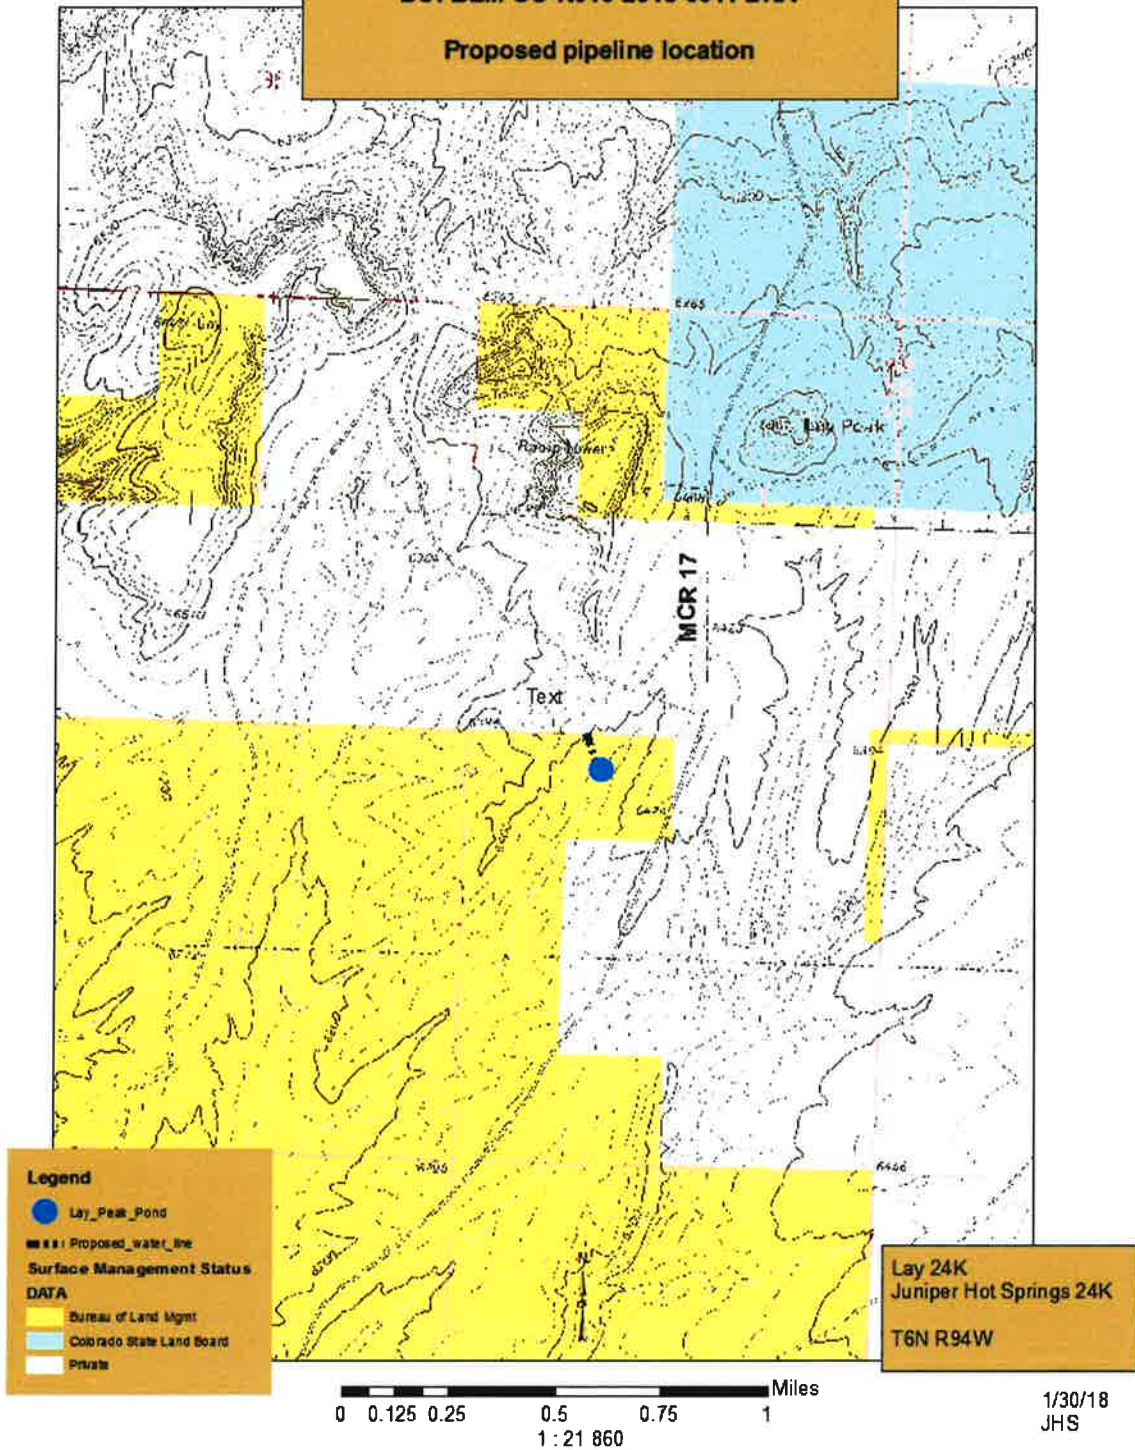 Proposed pipeline location
6765
Lay Peak
Radio Tower
MCR 17
Text
Legend
Lay_Peak_Pond
Proposed_water_line
Surface Management Status
DATA
Bureau of Land Mgmt
Colorado State Land Board
Private
N
Lay 24K
Juniper Hot Springs 24K
T6N R94W
Miles
0 0.125 0.25 0.5 0.75 1
1 : 21 860
1/30/18
JHS